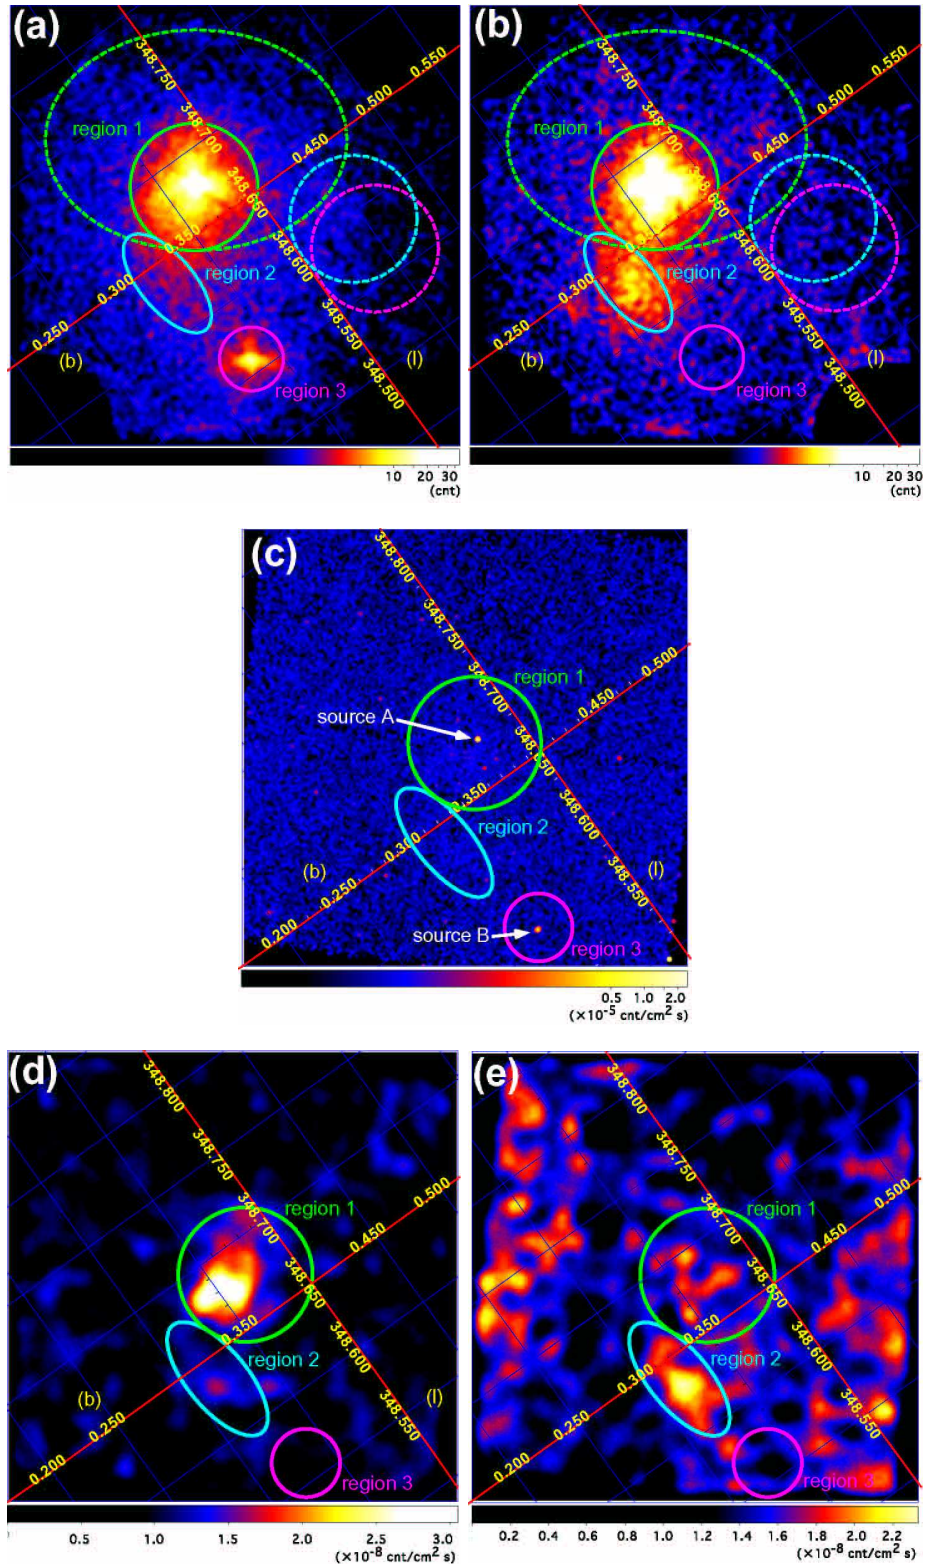 (a)
348.750
348.700
0.550
0.500
0.450
region 1
348.650
0.350
region 2
348.600
0.300
348.550
0.250
(b)
(l)
region 3
348.500
10 20 30
(cnt)
(b)
348.750
348.700
0.550
0.500
0.450
region 1
348.650
0.350
region 2
348.600
0.300
348.550
0.250
(b)
(l)
region 3
348.500
10 20 30
(cnt)
(c)
348.800
348.750
0.500
348.700
region 1
0.450
source A
348.650
0.350
348.600
region 2
0.300
(b)
0.250
348.550
(l)
0.200
source B
region 3
0.5 1.0 2.0
(×10-5 cnt/cm2 s)
(d)
348.800
348.750
0.500
348.700
region 1
0.450
348.650
0.350
region 2
348.600
0.300
(b)
0.250
348.550
(l)
0.200
region 3
0.5 1.0 1.5 2.0 2.5 3.0
(×10-8 cnt/cm2 s)
(e)
348.800
348.750
0.500
348.700
region 1
0.450
348.650
0.350
region 2
348.600
0.300
(b)
0.250
348.550
(l)
0.200
region 3
0.2 0.4 0.6 0.8 1.0 1.2 1.4 1.6 1.8 2.0 2.2
(×10-8 cnt/cm2 s)